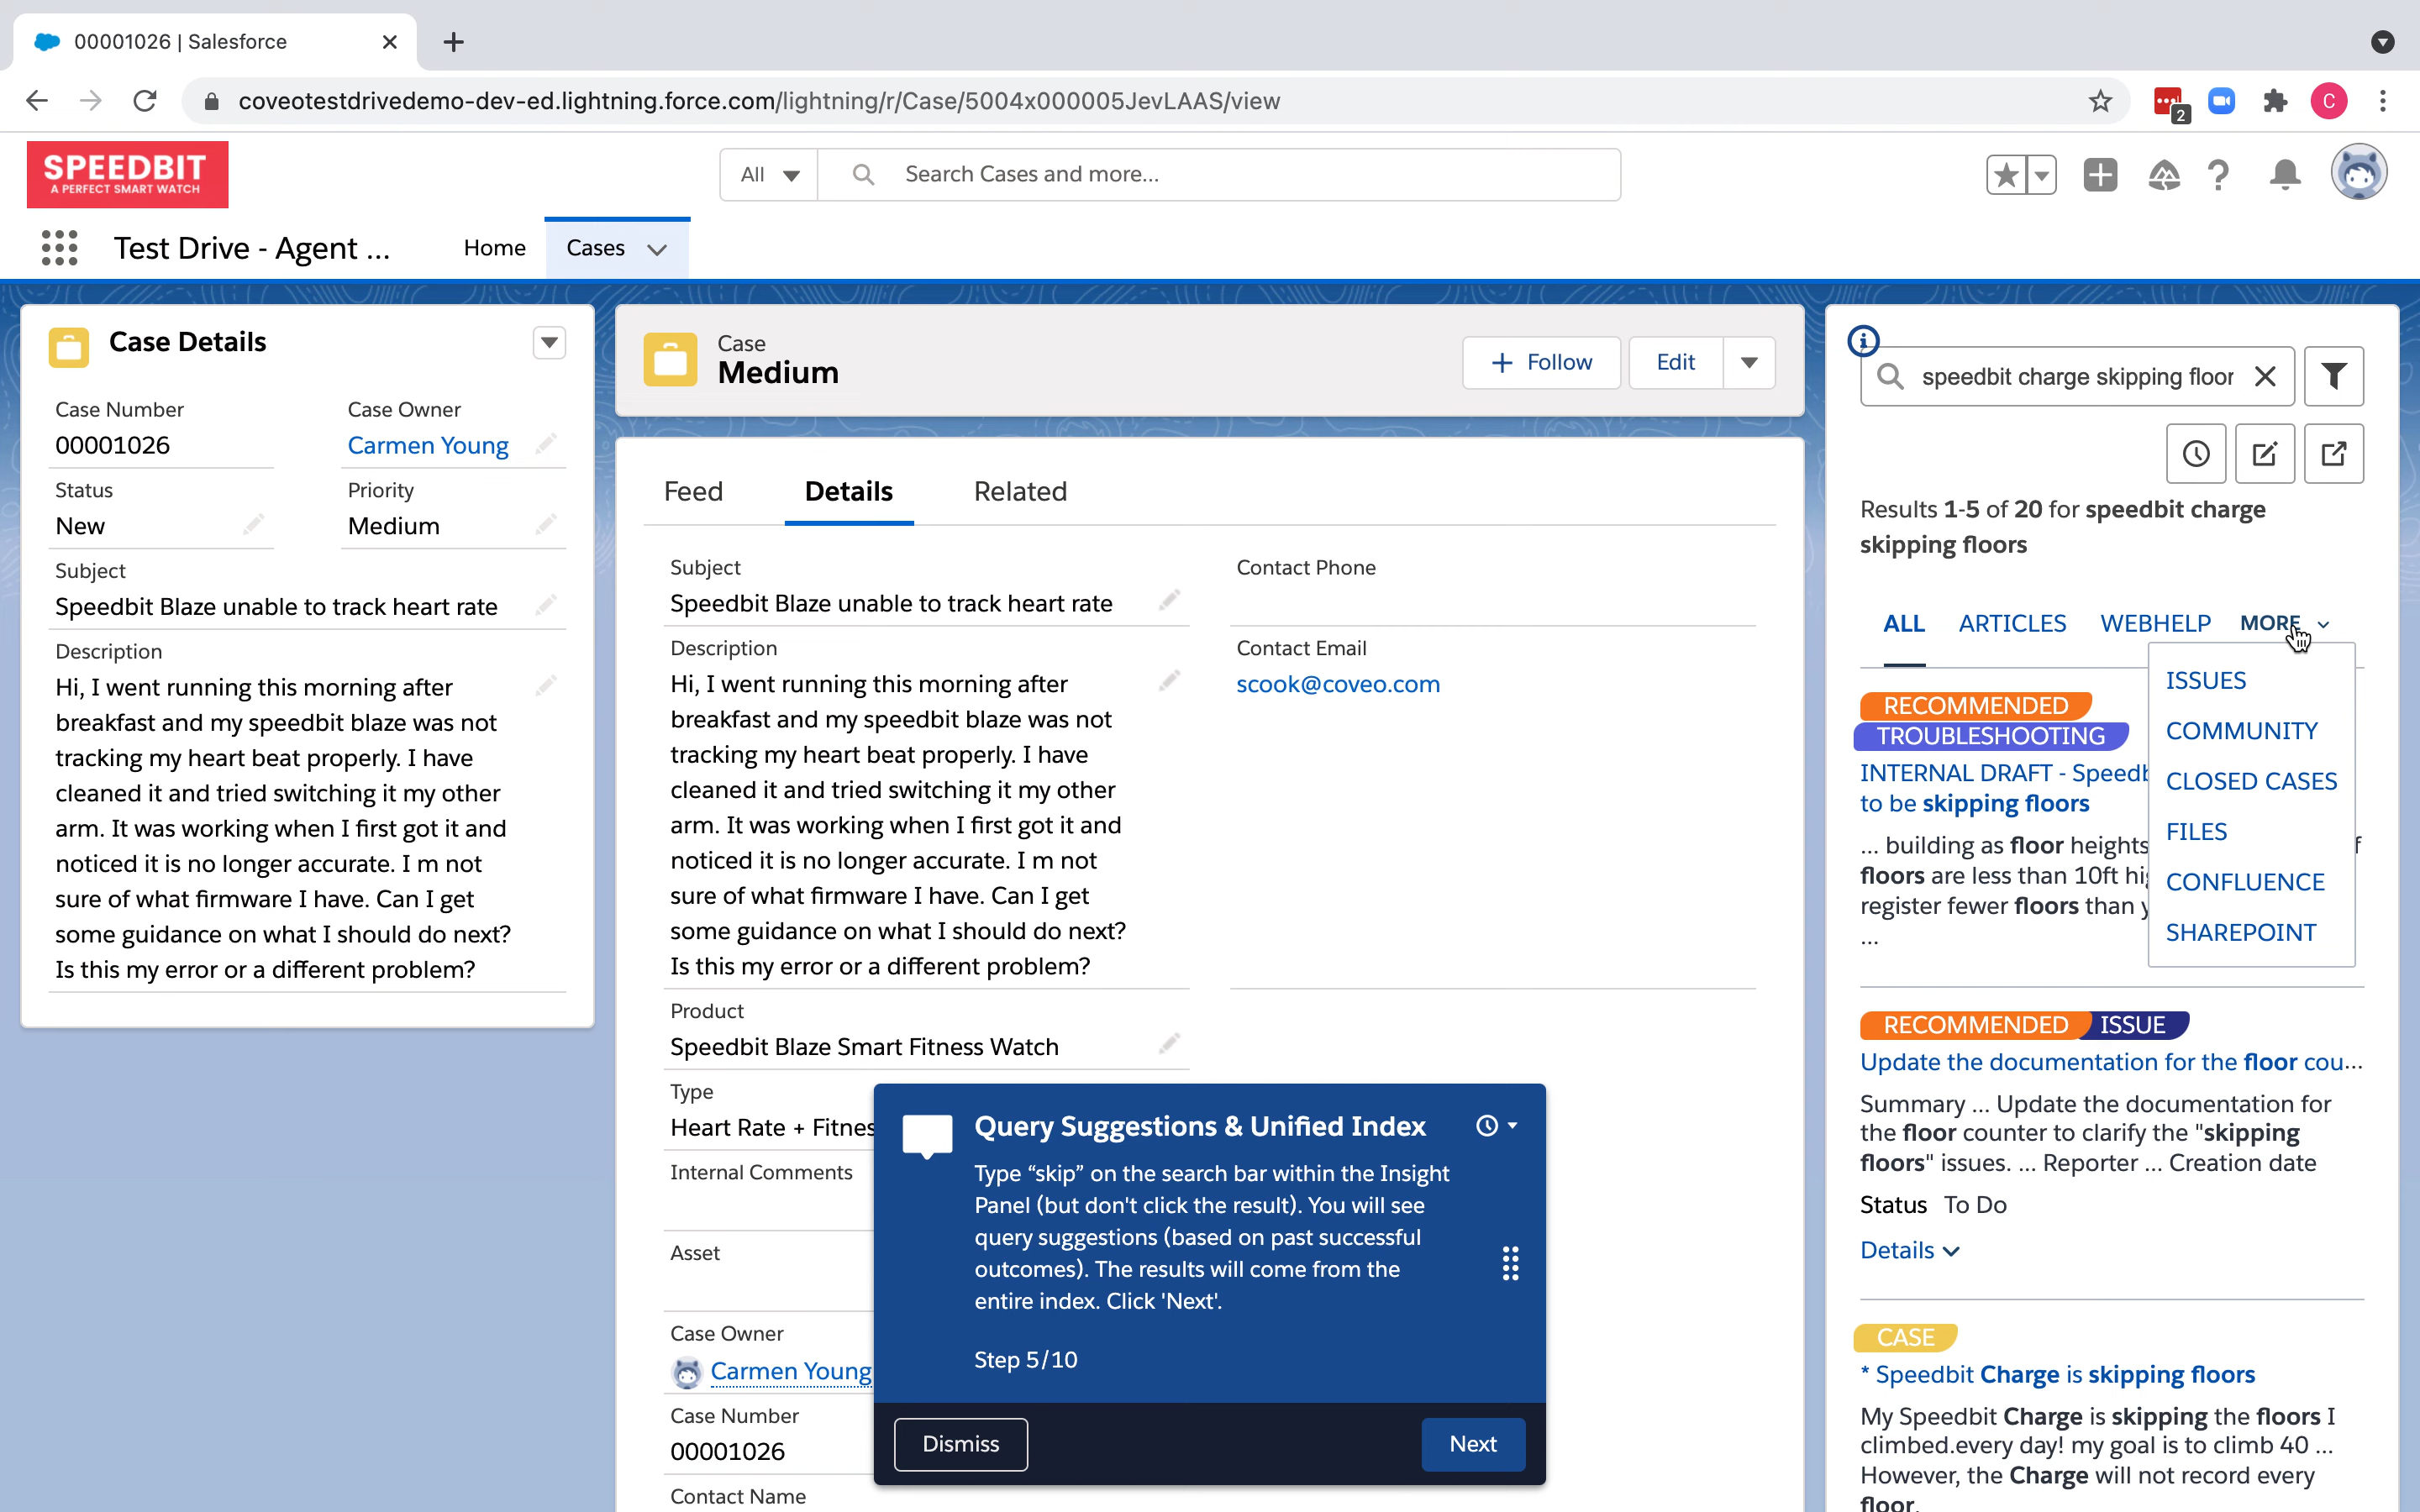 00001026 | Salesforce
coveotestdrivedemo-dev-ed.lightning.force.com/lightning/r/Case/5004x000005JevLAAS/view
2
C
SPEEDBIT
A PERFECT SMART WATCH
All
Search Cases and more...
Test Drive - Agent ...
Home
Cases
Case Details
Case Number
Case Owner
00001026
Carmen Young
Status
Priority
New
Medium
Subject
Speedbit Blaze unable to track heart rate
Description
Hi, I went running this morning after
breakfast and my speedbit blaze was not
tracking my heart beat properly. I have
cleaned it and tried switching it my other
arm. It was working when I first got it and
noticed it is no longer accurate. I m not
sure of what firmware I have. Can I get
some guidance on what I should do next?
Is this my error or a different problem?
Case
Medium
Follow
Edit
Feed
Details
Related
Subject
Speedbit Blaze unable to track heart rate
Description
Hi, I went running this morning after
breakfast and my speedbit blaze was not
tracking my heart beat properly. I have
cleaned it and tried switching it my other
arm. It was working when I first got it and
noticed it is no longer accurate. I m not
sure of what firmware I have. Can I get
some guidance on what I should do next?
Is this my error or a different problem?
Product
Speedbit Blaze Smart Fitness Watch
Type
Heart Rate + Fitnes
Internal Comments
Asset
Case Owner
Carmen Young
Case Number
00001026
Contact Name
Contact Phone
Contact Email
scook@coveo.com
Query Suggestions & Unified Index
Type “skip” on the search bar within the Insight
Panel (but don't click the result). You will see
query suggestions (based on past successful
outcomes). The results will come from the
entire index. Click 'Next'.
Step 5/10
Dismiss
Next
speedbit charge skipping floor
Results 1-5 of 20 for speedbit charge
skipping floors
ALL
ARTICLES
WEBHELP
MORE
ISSUES
COMMUNITY
CLOSED CASES
FILES
CONFLUENCE
SHAREPOINT
RECOMMENDED
TROUBLESHOOTING
INTERNAL DRAFT - Speedb
to be skipping floors
... building as floor heights
floors are less than 10ft hi
register fewer floors than y
...
RECOMMENDED
ISSUE
Update the documentation for the floor cou...
Summary ... Update the documentation for
the floor counter to clarify the "skipping
floors" issues. ... Reporter ... Creation date
Status To Do
Details
CASE
* Speedbit Charge is skipping floors
My Speedbit Charge is skipping the floors I
climbed.every day! my goal is to climb 40 ...
However, the Charge will not record every
floor.